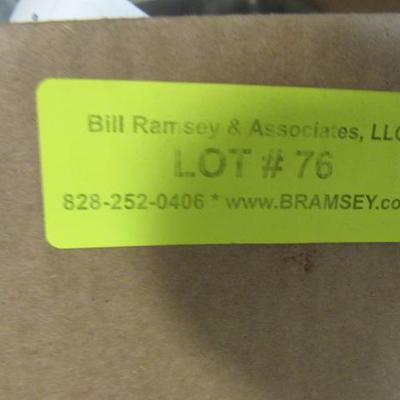 Bill Ramsey & Associates, LLC
LOT # 76
828-252-0406 * www.BRAMSEY.co